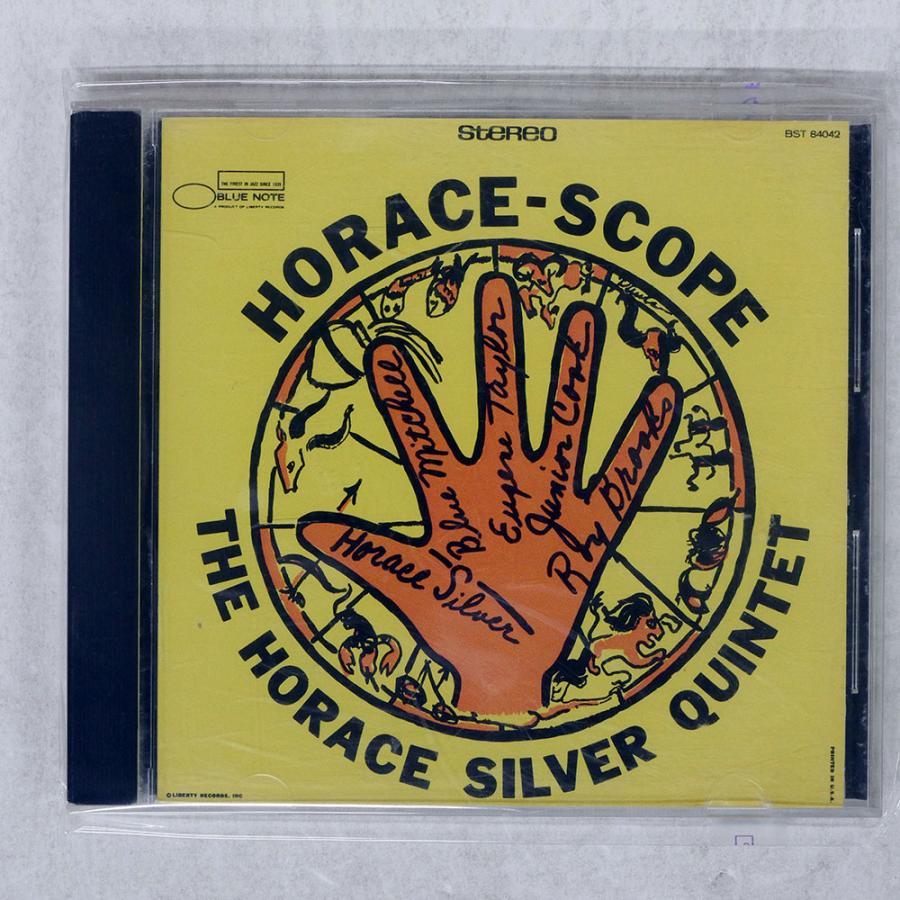 STEREO
BST 84042
THE FINEST IN JAZZ SINCE 1939
BLUE NOTE
A PRODUCT OF LIBERTY RECORDS
HORACE-SCOPE
Horace Silver
Blue Mitchell
Eugene Taylor
Junior Cook
Roy Brooks
THE HORACE SILVER QUINTET
© LIBERTY RECORDS, INC
PRINTED IN U.S.A.